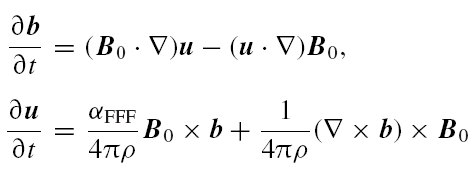 ∂b/∂t = (B₀ · ∇)u − (u · ∇)B₀,
∂u/∂t = α_FFF/4πρ B₀ × b + 1/4πρ (∇ × b) × B₀